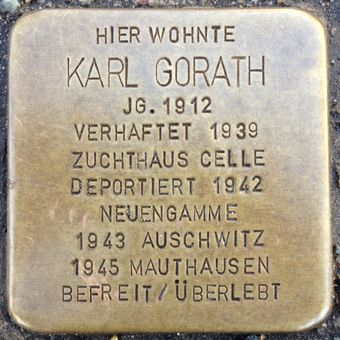 HIER WOHNTE
KARL GORATH
JG. 1912
VERHAFTET 1939
ZUCHTHAUS CELLE
DEPORTIERT 1942
NEUENGAMME
1943 AUSCHWITZ
1945 MAUTHAUSEN
BEFREIT/ÜBERLEBT